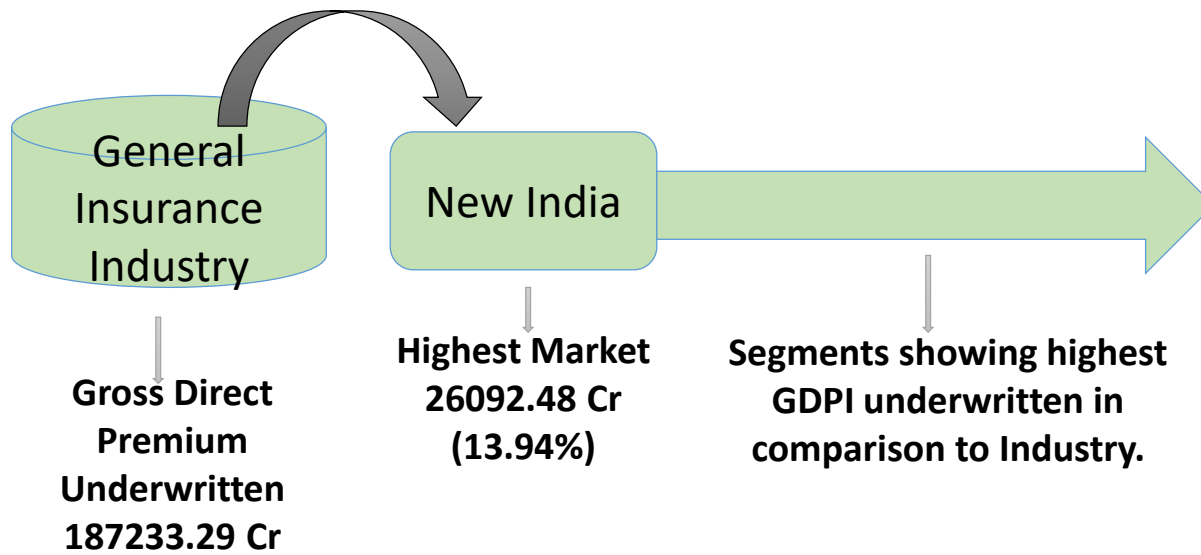 General
Insurance
Industry
New India
Gross Direct
Premium
Underwritten
187233.29 Cr
Highest Market
26092.48 Cr
(13.94%)
Segments showing highest
GDPI underwritten in
comparison to Industry.